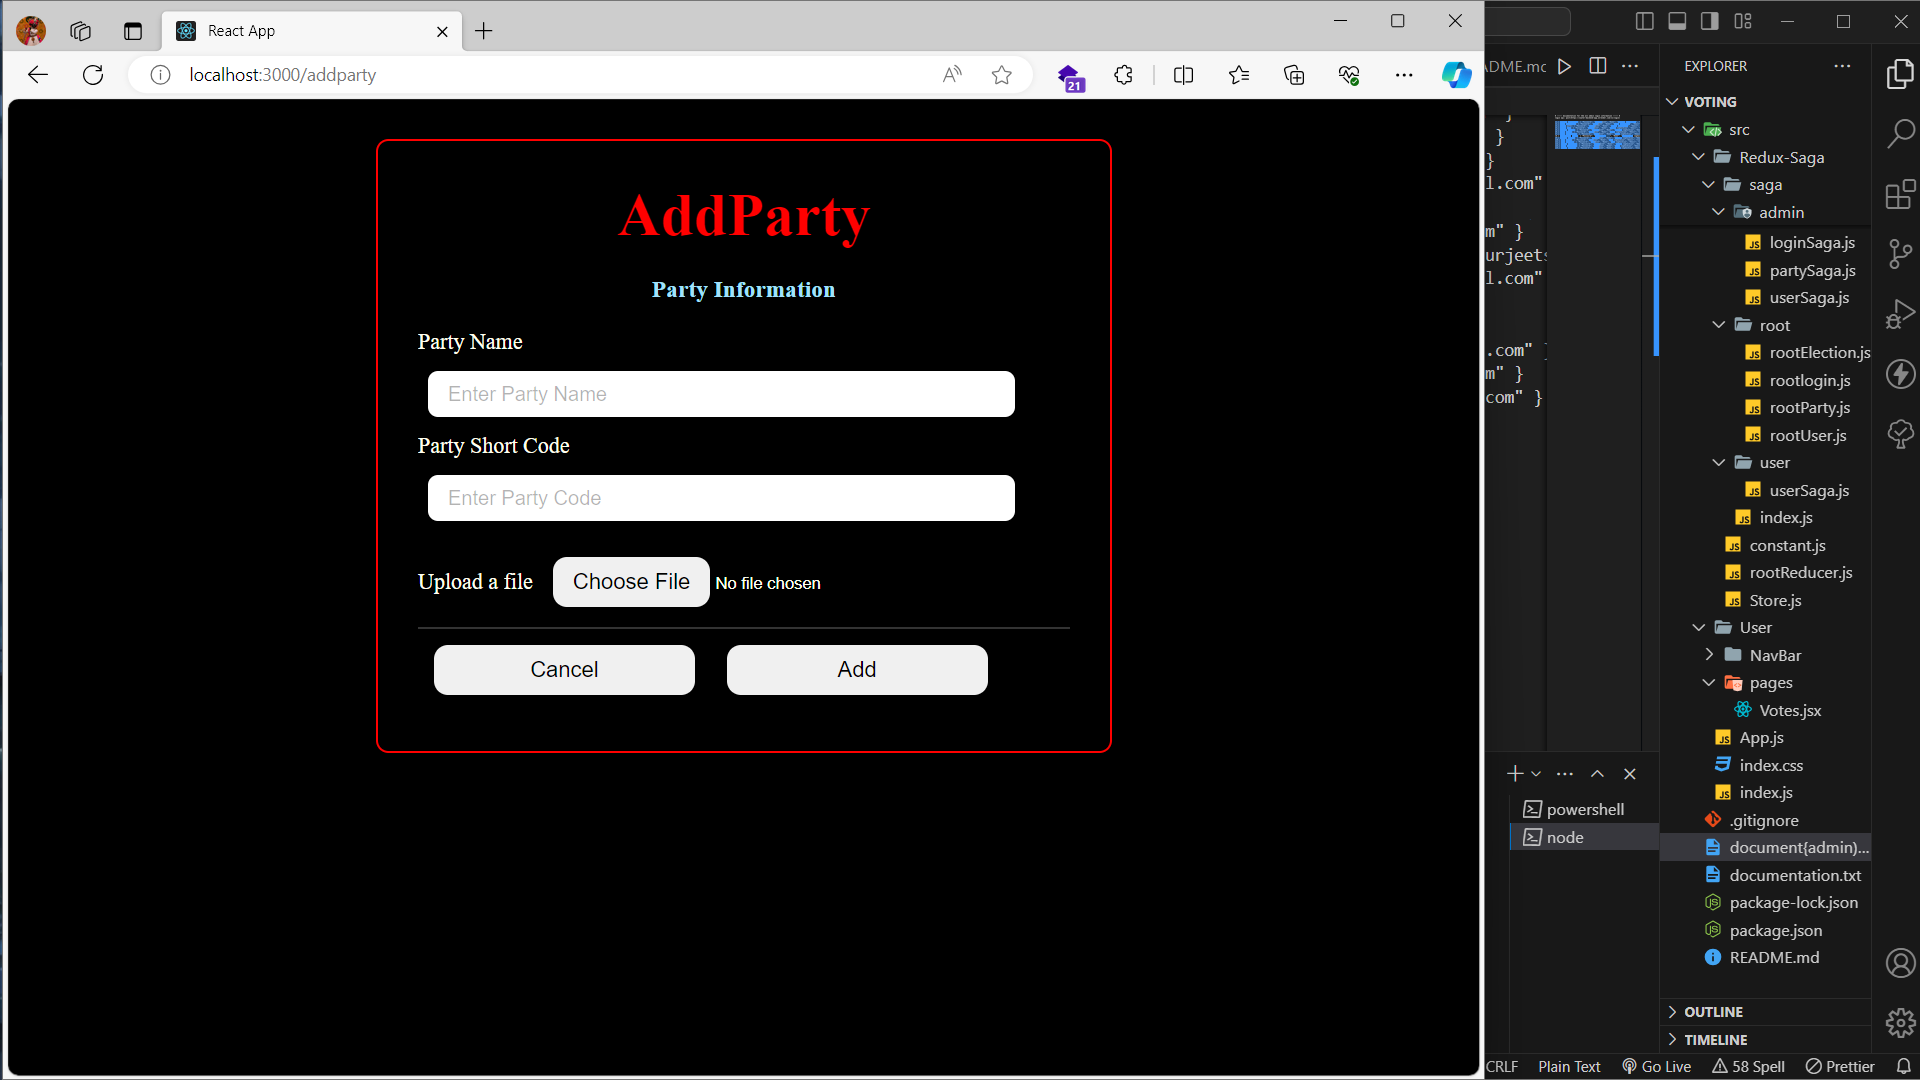 React App
localhost:3000/addparty
21
AddParty
Party Information
Party Name
Enter Party Name
Party Short Code
Enter Party Code
Upload a file
Choose File
No file chosen
Cancel
Add
DME.mc
}
}
}
l.com"
m" }
urjeets
l.com"
.com" }
m" }
com" }
powershell
node
EXPLORER
VOTING
src
Redux-Saga
saga
admin
loginSaga.js
partySaga.js
userSaga.js
root
rootElection.js
rootlogin.js
rootParty.js
rootUser.js
user
userSaga.js
index.js
constant.js
rootReducer.js
Store.js
User
NavBar
pages
Votes.jsx
App.js
index.css
index.js
.gitignore
document{admin)...
documentation.txt
package-lock.json
package.json
README.md
OUTLINE
TIMELINE
CRLF
Plain Text
Go Live
58 Spell
Prettier